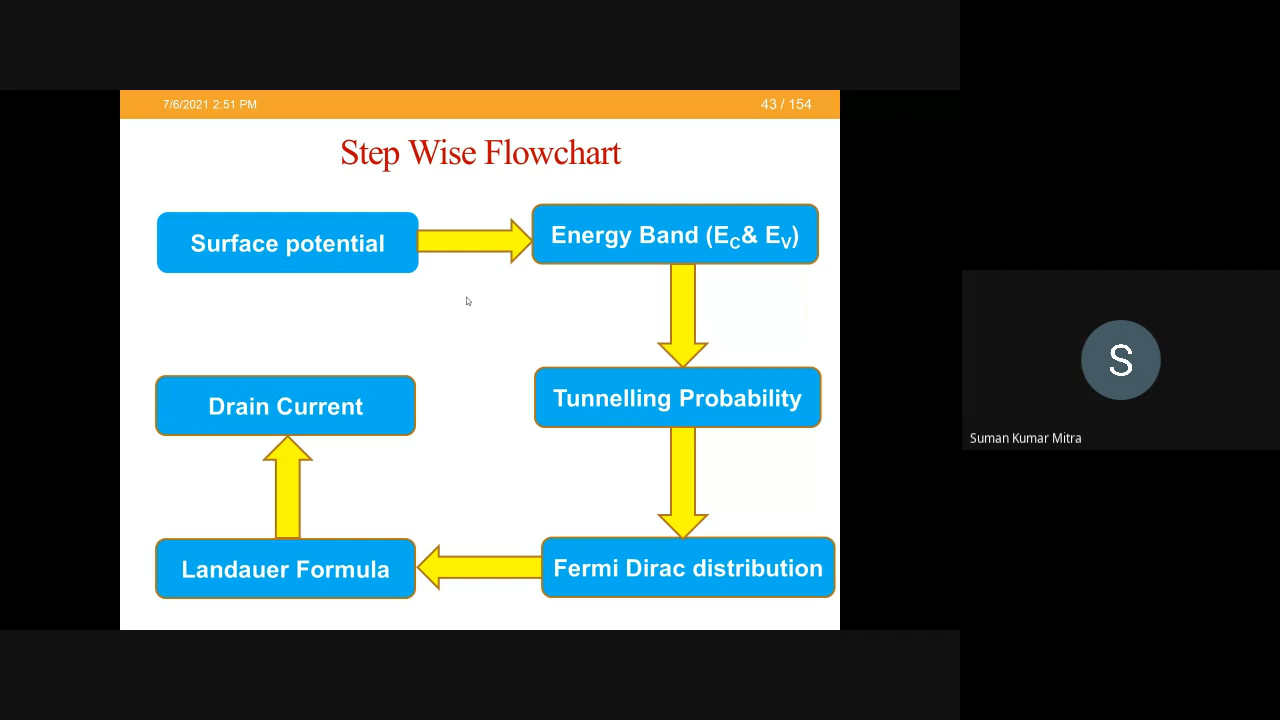 7/6/2021 2:51 PM
43 / 154
Step Wise Flowchart
Surface potential
Energy Band (EC& EV)
Tunnelling Probability
Drain Current
Landauer Formula
Fermi Dirac distribution
S
Suman Kumar Mitra